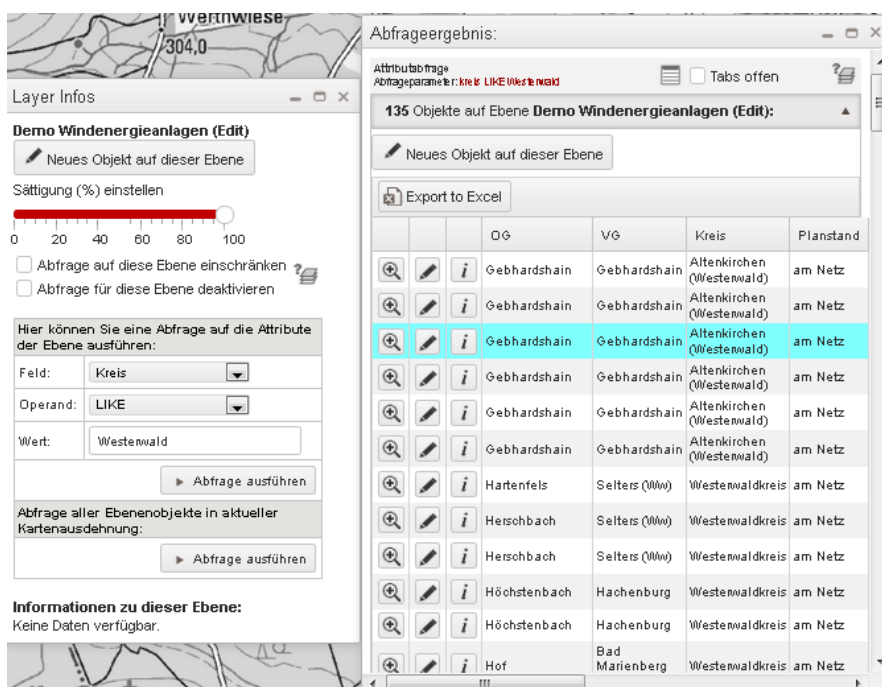 Werthwiese
304,0
Layer Infos
Demo Windenergieanlagen (Edit)
Neues Objekt auf dieser Ebene
Sättigung (%) einstellen
0 20 40 60 80 100
Abfrage auf diese Ebene einschränken
Abfrage für diese Ebene deaktivieren
Hier können Sie eine Abfrage auf die Attribute
der Ebene ausführen:
Feld: Kreis
Operand: LIKE
Wert: Westerwald
Abfrage ausführen
Abfrage aller Ebenenobjekte in aktueller
Kartenausdehnung:
Abfrage ausführen
Informationen zu dieser Ebene:
Keine Daten verfügbar.
Abfrageergebnis:
Attributabfrage
Abfrageparameter: kreis LIKE Westerwald
Tabs offen
135 Objekte auf Ebene Demo Windenergieanlagen (Edit):
Neues Objekt auf dieser Ebene
Export to Excel
OG VG Kreis Planstand
Gebhardshain Gebhardshain Altenkirchen (Westerwald) am Netz
Gebhardshain Gebhardshain Altenkirchen (Westerwald) am Netz
Gebhardshain Gebhardshain Altenkirchen (Westerwald) am Netz
Gebhardshain Gebhardshain Altenkirchen (Westerwald) am Netz
Gebhardshain Gebhardshain Altenkirchen (Westerwald) am Netz
Gebhardshain Gebhardshain Altenkirchen (Westerwald) am Netz
Hartenfels Selters (Ww) Westerwaldkreis am Netz
Herschbach Selters (Ww) Westerwaldkreis am Netz
Herschbach Selters (Ww) Westerwaldkreis am Netz
Höchstenbach Hachenburg Westerwaldkreis am Netz
Höchstenbach Hachenburg Westerwaldkreis am Netz
Hof Bad Marienberg Westerwaldkreis am Netz